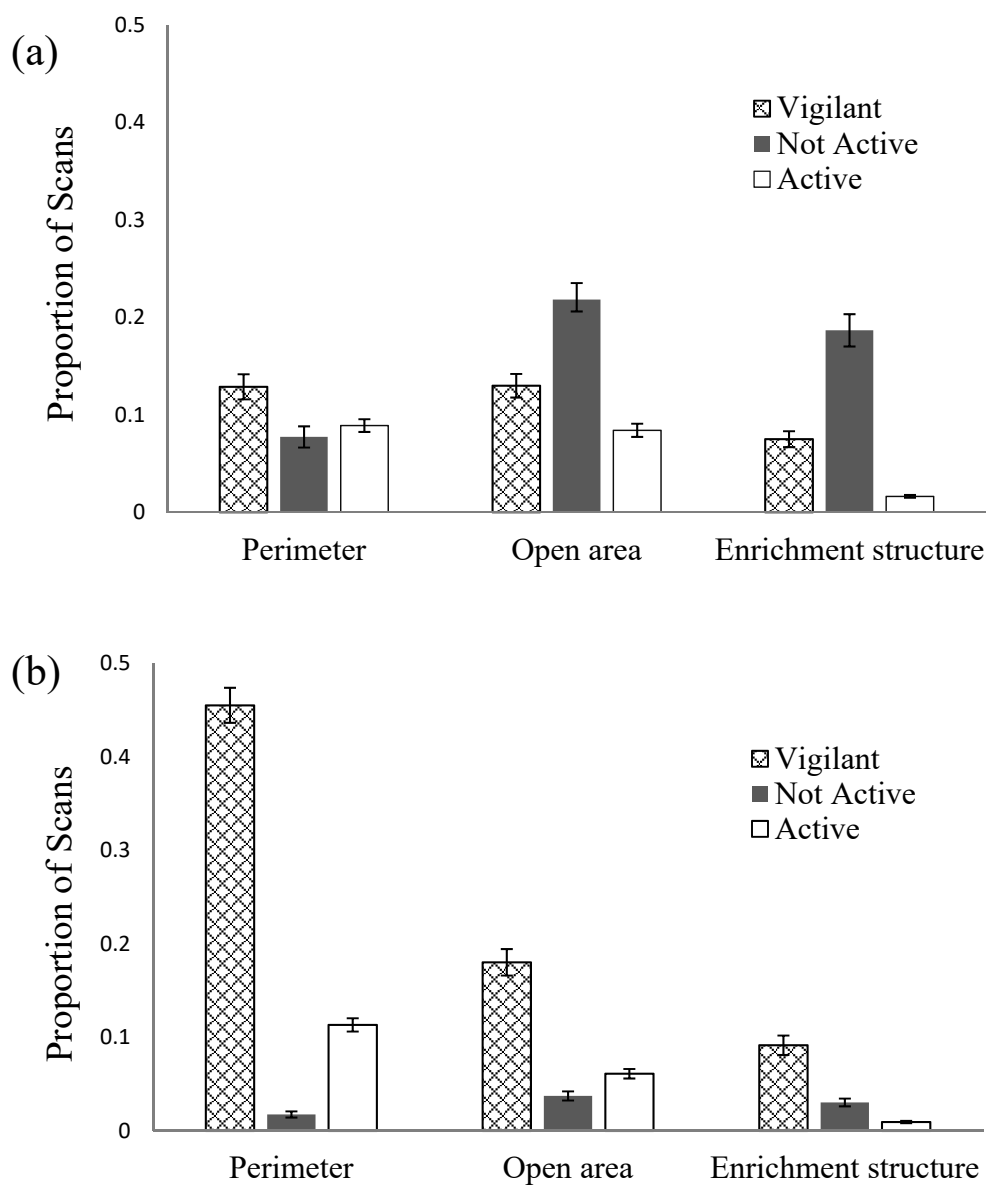 (a)
0.5
0.4
0.3
0.2
0.1
0
Proportion of Scans
Vigilant
Not Active
Active
Perimeter Open area Enrichment structure
(b)
0.5
0.4
0.3
0.2
0.1
0
Proportion of Scans
Vigilant
Not Active
Active
Perimeter Open area Enrichment structure